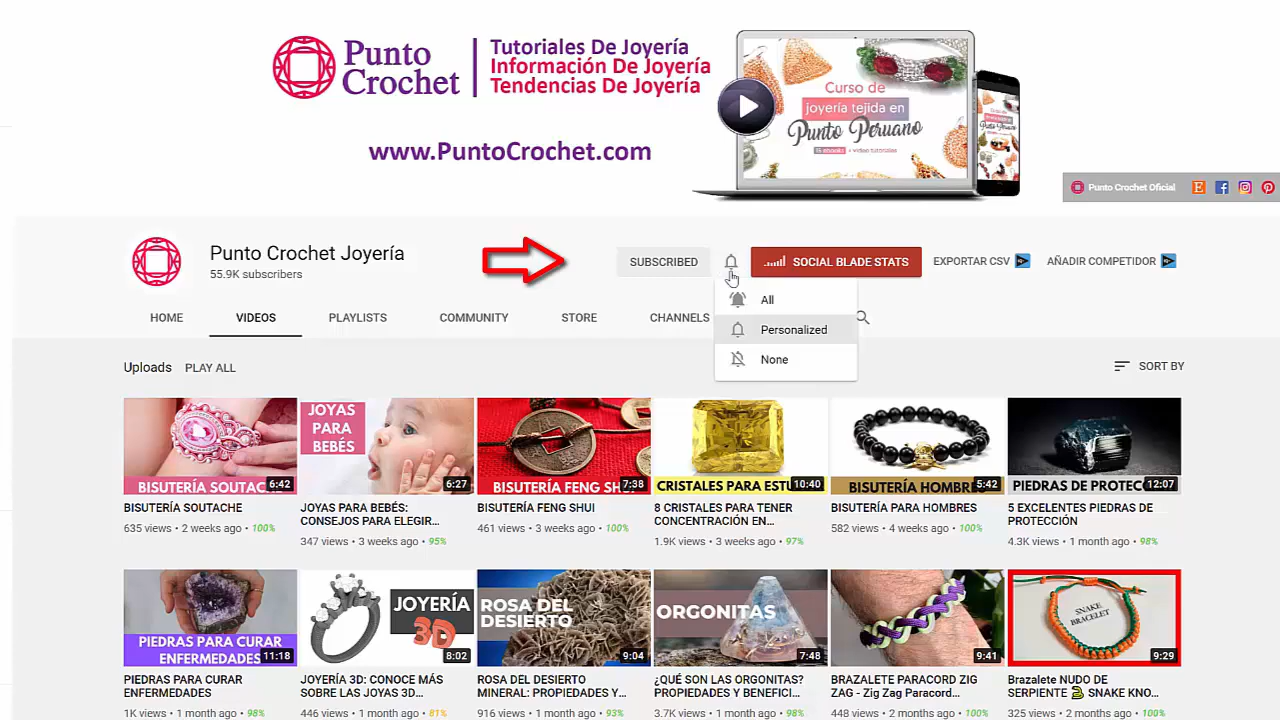 Punto
Crochet
Tutoriales De Joyería
Información De Joyería
Tendencias De Joyería
www.PuntoCrochet.com
Curso de
joyería tejida en
Punto Peruano
Punto Crochet Oficial
Punto Crochet Joyería
55.9K subscribers
SUBSCRIBED
SOCIAL BLADE STATS
EXPORTAR CSV
AÑADIR COMPETIDOR
All
Personalized
None
HOME
VIDEOS
PLAYLISTS
COMMUNITY
STORE
CHANNELS
Uploads
PLAY ALL
SORT BY
BISUTERÍA SOUTAC
6:42
JOYAS
PARA
BEBÉS
6:27
BISUTERÍA FENG SHU
7:38
CRISTALES PARA ESTU
10:40
BISUTERÍA HOMBR
5:42
PIEDRAS DE PROTEC
12:07
BISUTERÍA SOUTACHE
635 views • 2 weeks ago • 100%
JOYAS PARA BEBÉS:
CONSEJOS PARA ELEGIR...
347 views • 3 weeks ago • 95%
BISUTERÍA FENG SHUI
461 views • 3 weeks ago • 100%
8 CRISTALES PARA TENER
CONCENTRACIÓN EN...
1.9K views • 3 weeks ago • 97%
BISUTERÍA PARA HOMBRES
582 views • 4 weeks ago • 100%
5 EXCELENTES PIEDRAS DE
PROTECCIÓN
4.3K views • 1 month ago • 98%
PIEDRAS PARA CURAR
ENFERMEDADES
11:18
JOYERÍA
3D
8:02
ROSA DEL
DESIERTO
9:04
ORGONITAS
7:48
9:41
SNAKE
BRACELET
9:29
PIEDRAS PARA CURAR
ENFERMEDADES
1K views • 1 month ago • 98%
JOYERÍA 3D: CONOCE MÁS
SOBRE LAS JOYAS 3D...
446 views • 1 month ago • 81%
ROSA DEL DESIERTO
MINERAL: PROPIEDADES Y...
916 views • 1 month ago • 93%
¿QUÉ SON LAS ORGONITAS?
PROPIEDADES Y BENEFICI...
3.7K views • 1 month ago • 98%
BRAZALETE PARACORD ZIG
ZAG - Zig Zag Paracord...
448 views • 2 months ago • 100%
Brazalete NUDO DE
SERPIENTE 🐍 SNAKE KNO...
325 views • 2 months ago • 100%